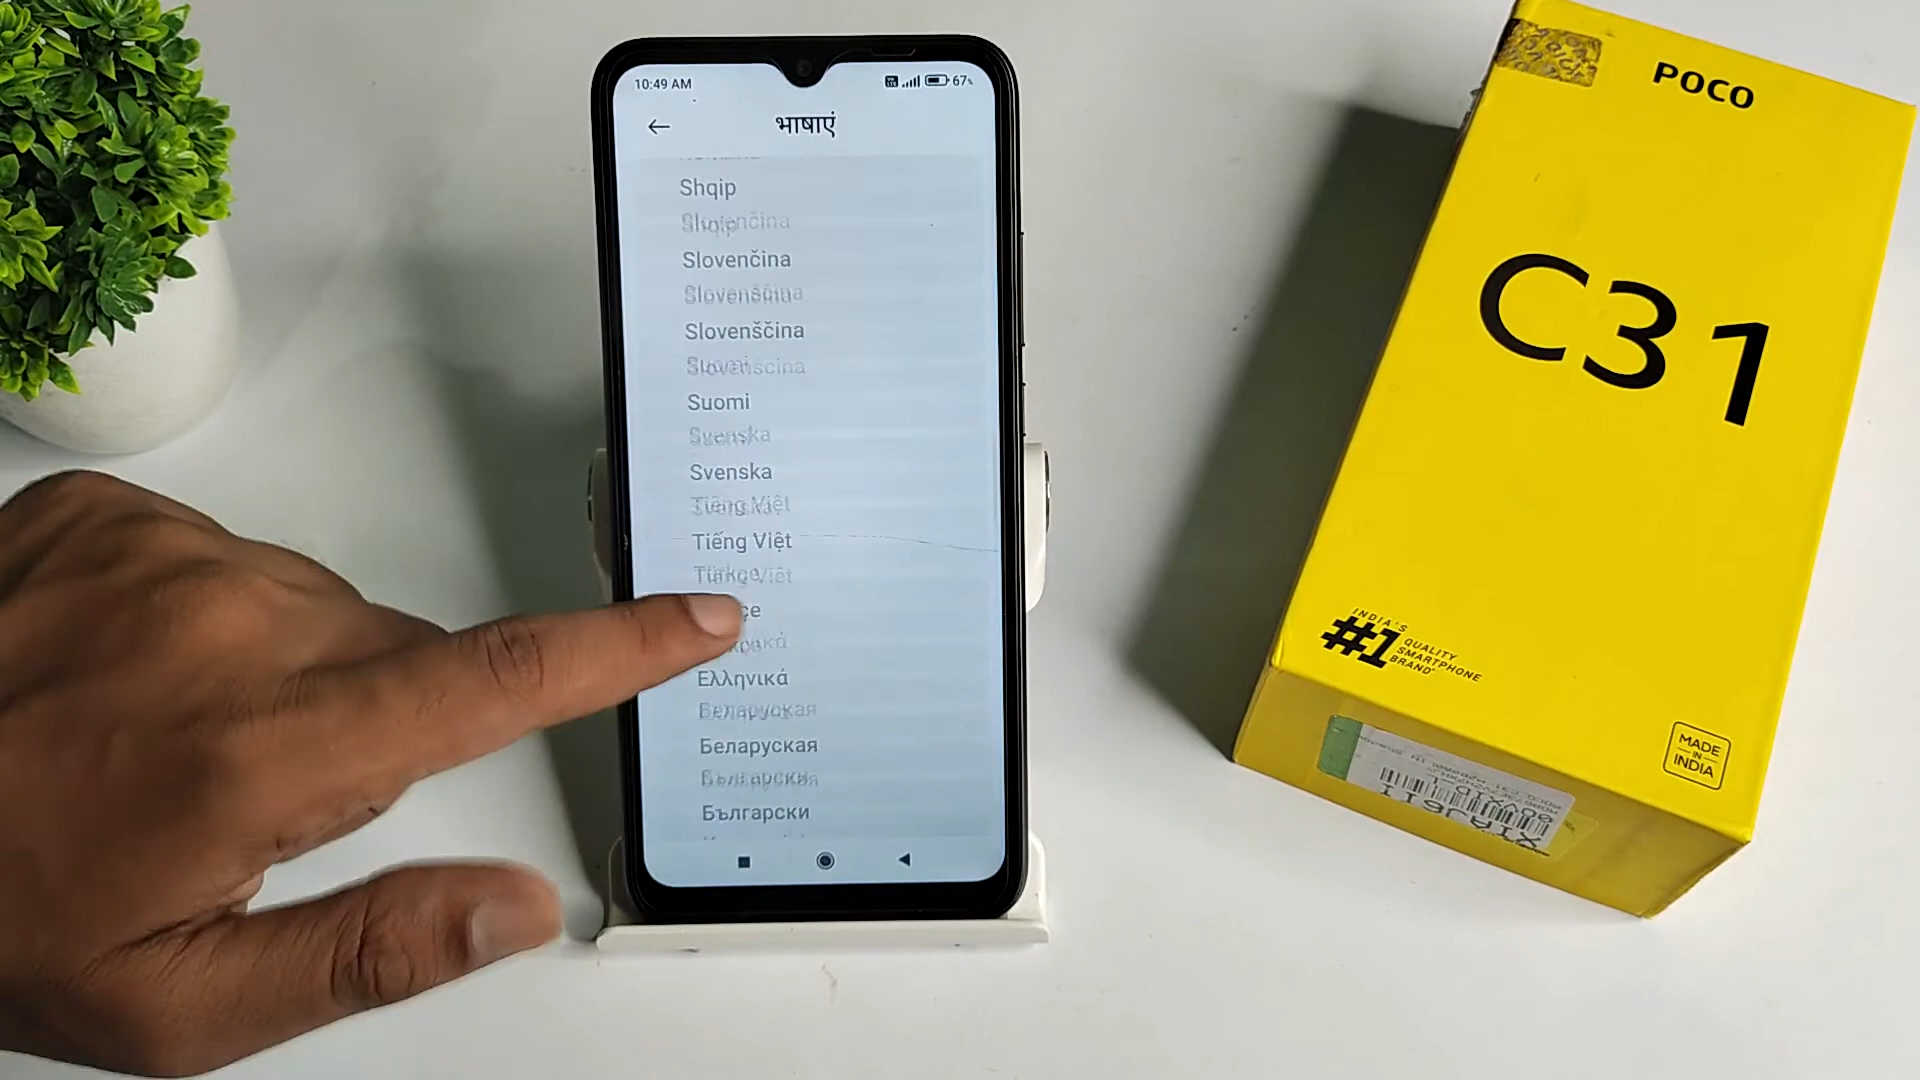 10:49 AM
67%
भाषाएं
Shqip
Slovenčina
Slovenščina
Suomi
Svenska
Tiếng Việt
Ελληνικά
Беларуская
Български
POCO
C31
INDIA'S
#1 QUALITY
SMARTPHONE
BRAND*
MADE
IN
INDIA